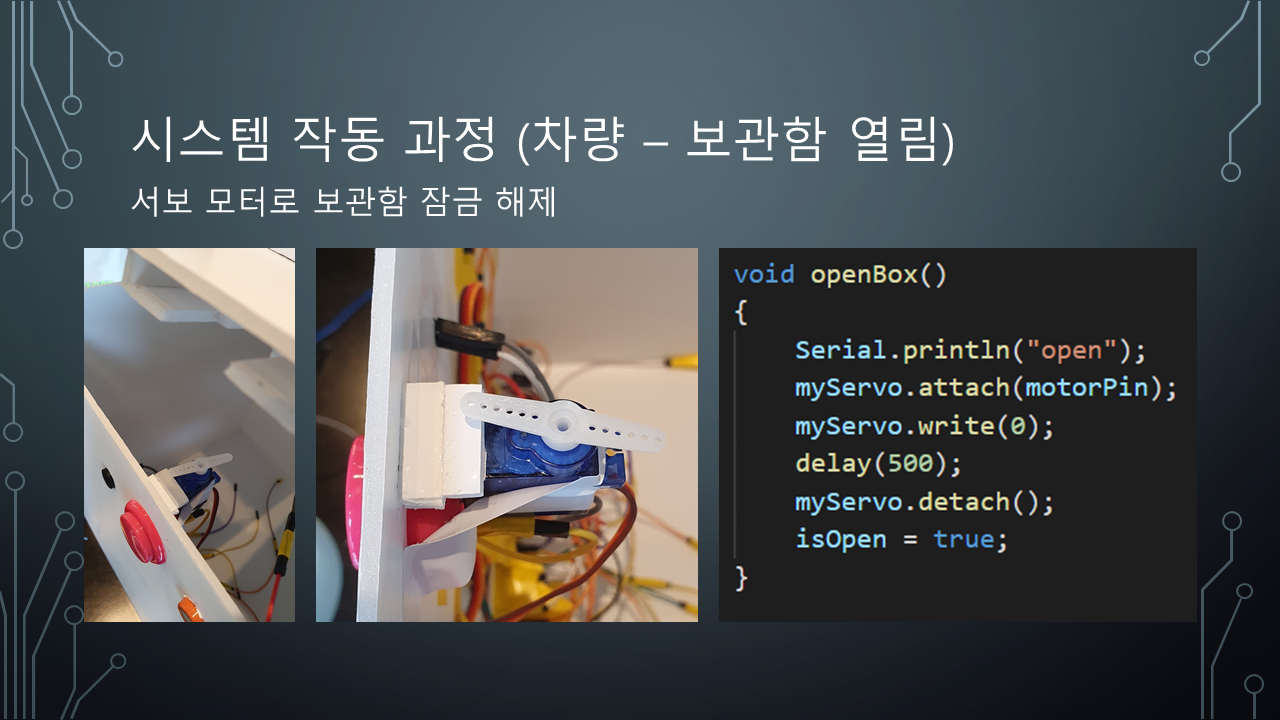 시스템 작동 과정 (차량 – 보관함 열림)
서보 모터로 보관함 잠금 해제
void openBox()
{
    Serial.println("open");
    myServo.attach(motorPin);
    myServo.write(0);
    delay(500);
    myServo.detach();
    isOpen = true;
}